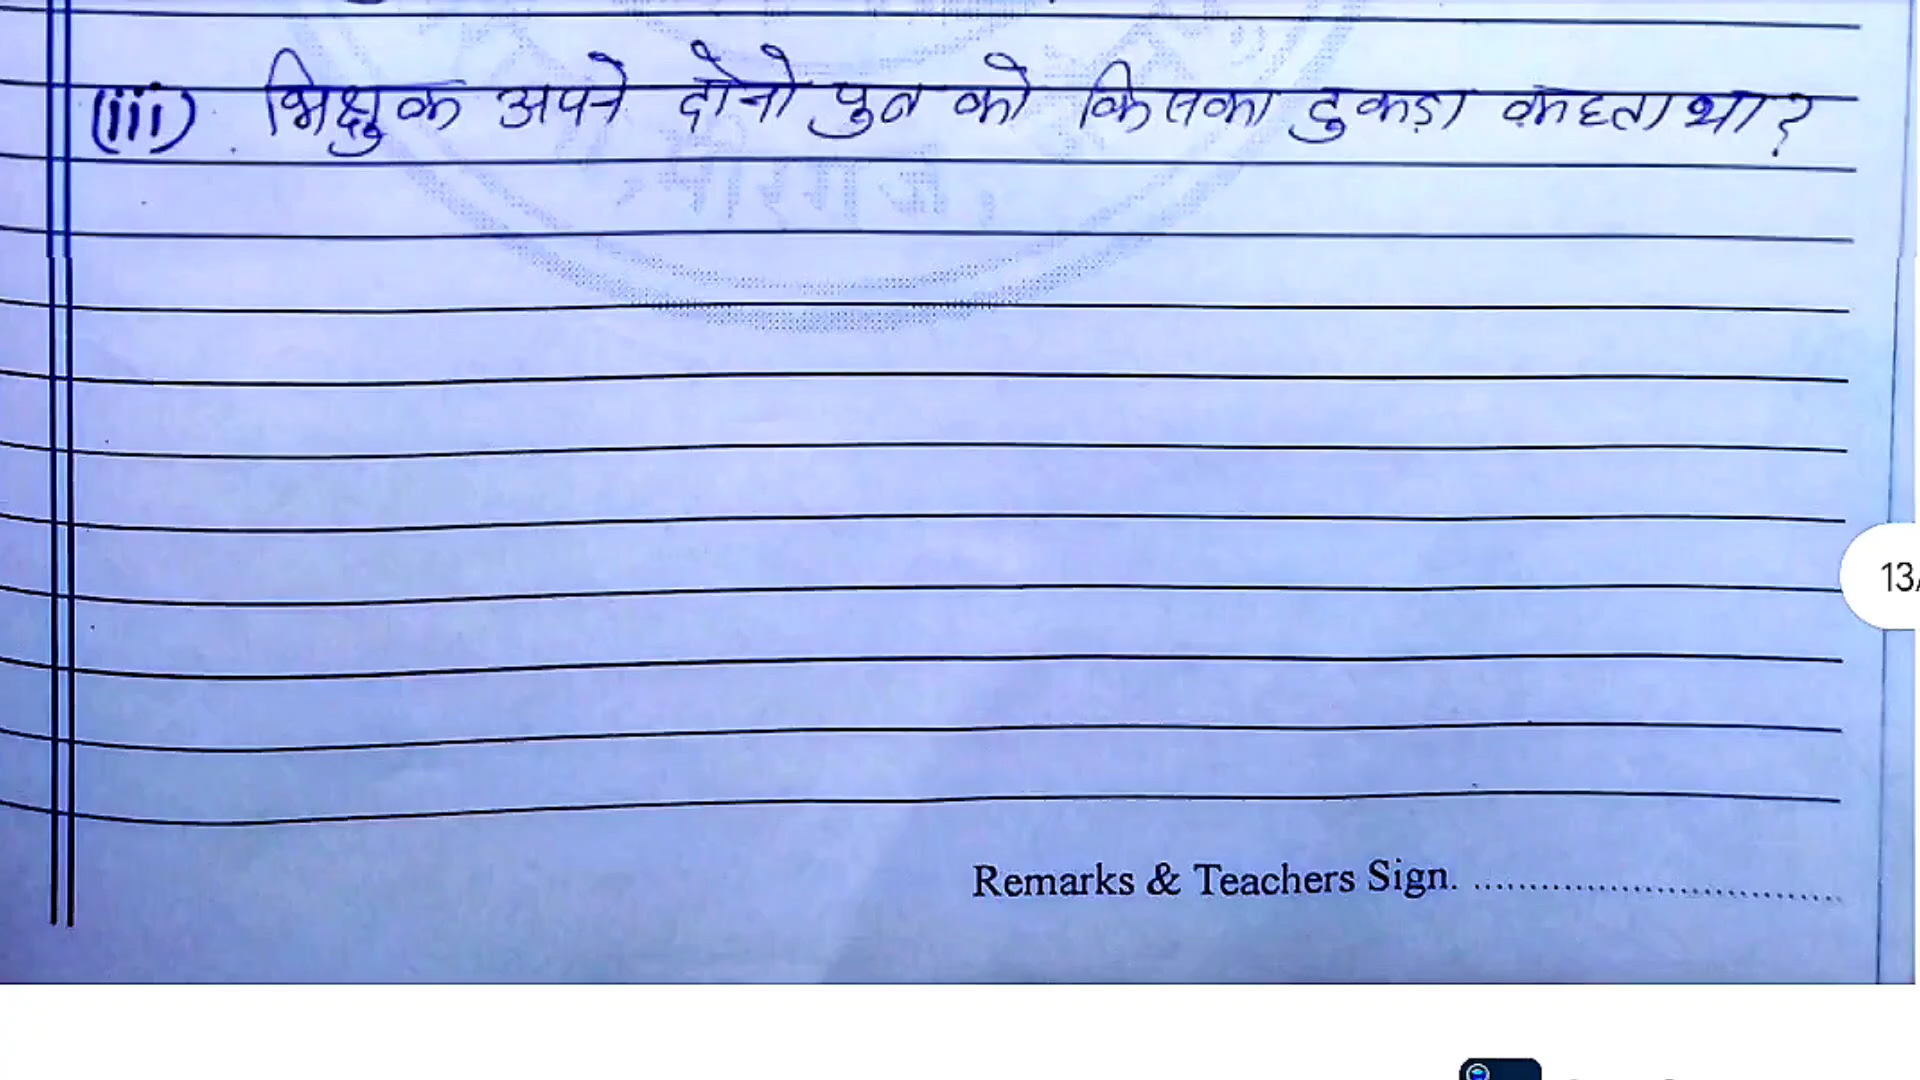 (iii) भिक्षुक अपने दोनो पुत्र को किसका टुकड़ा कहता था?
Remarks & Teachers Sign. ................................
13